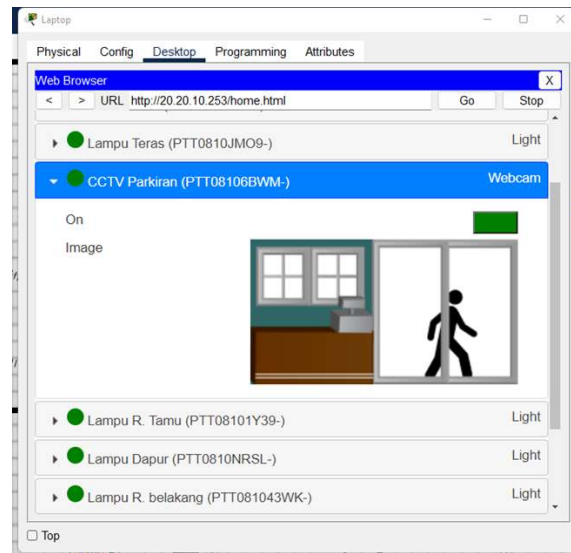 Laptop
Physical Config Desktop Programming Attributes
Web Browser X
< > URL http://20.20.10.253/home.html Go Stop
Lampu Teras (PTT0810JMO9-) Light
CCTV Parkiran (PTT08106BWM-) Webcam
On
Image
Lampu R. Tamu (PTT08101Y39-) Light
Lampu Dapur (PTT0810NRSL-) Light
Lampu R. belakang (PTT081043WK-) Light
Top